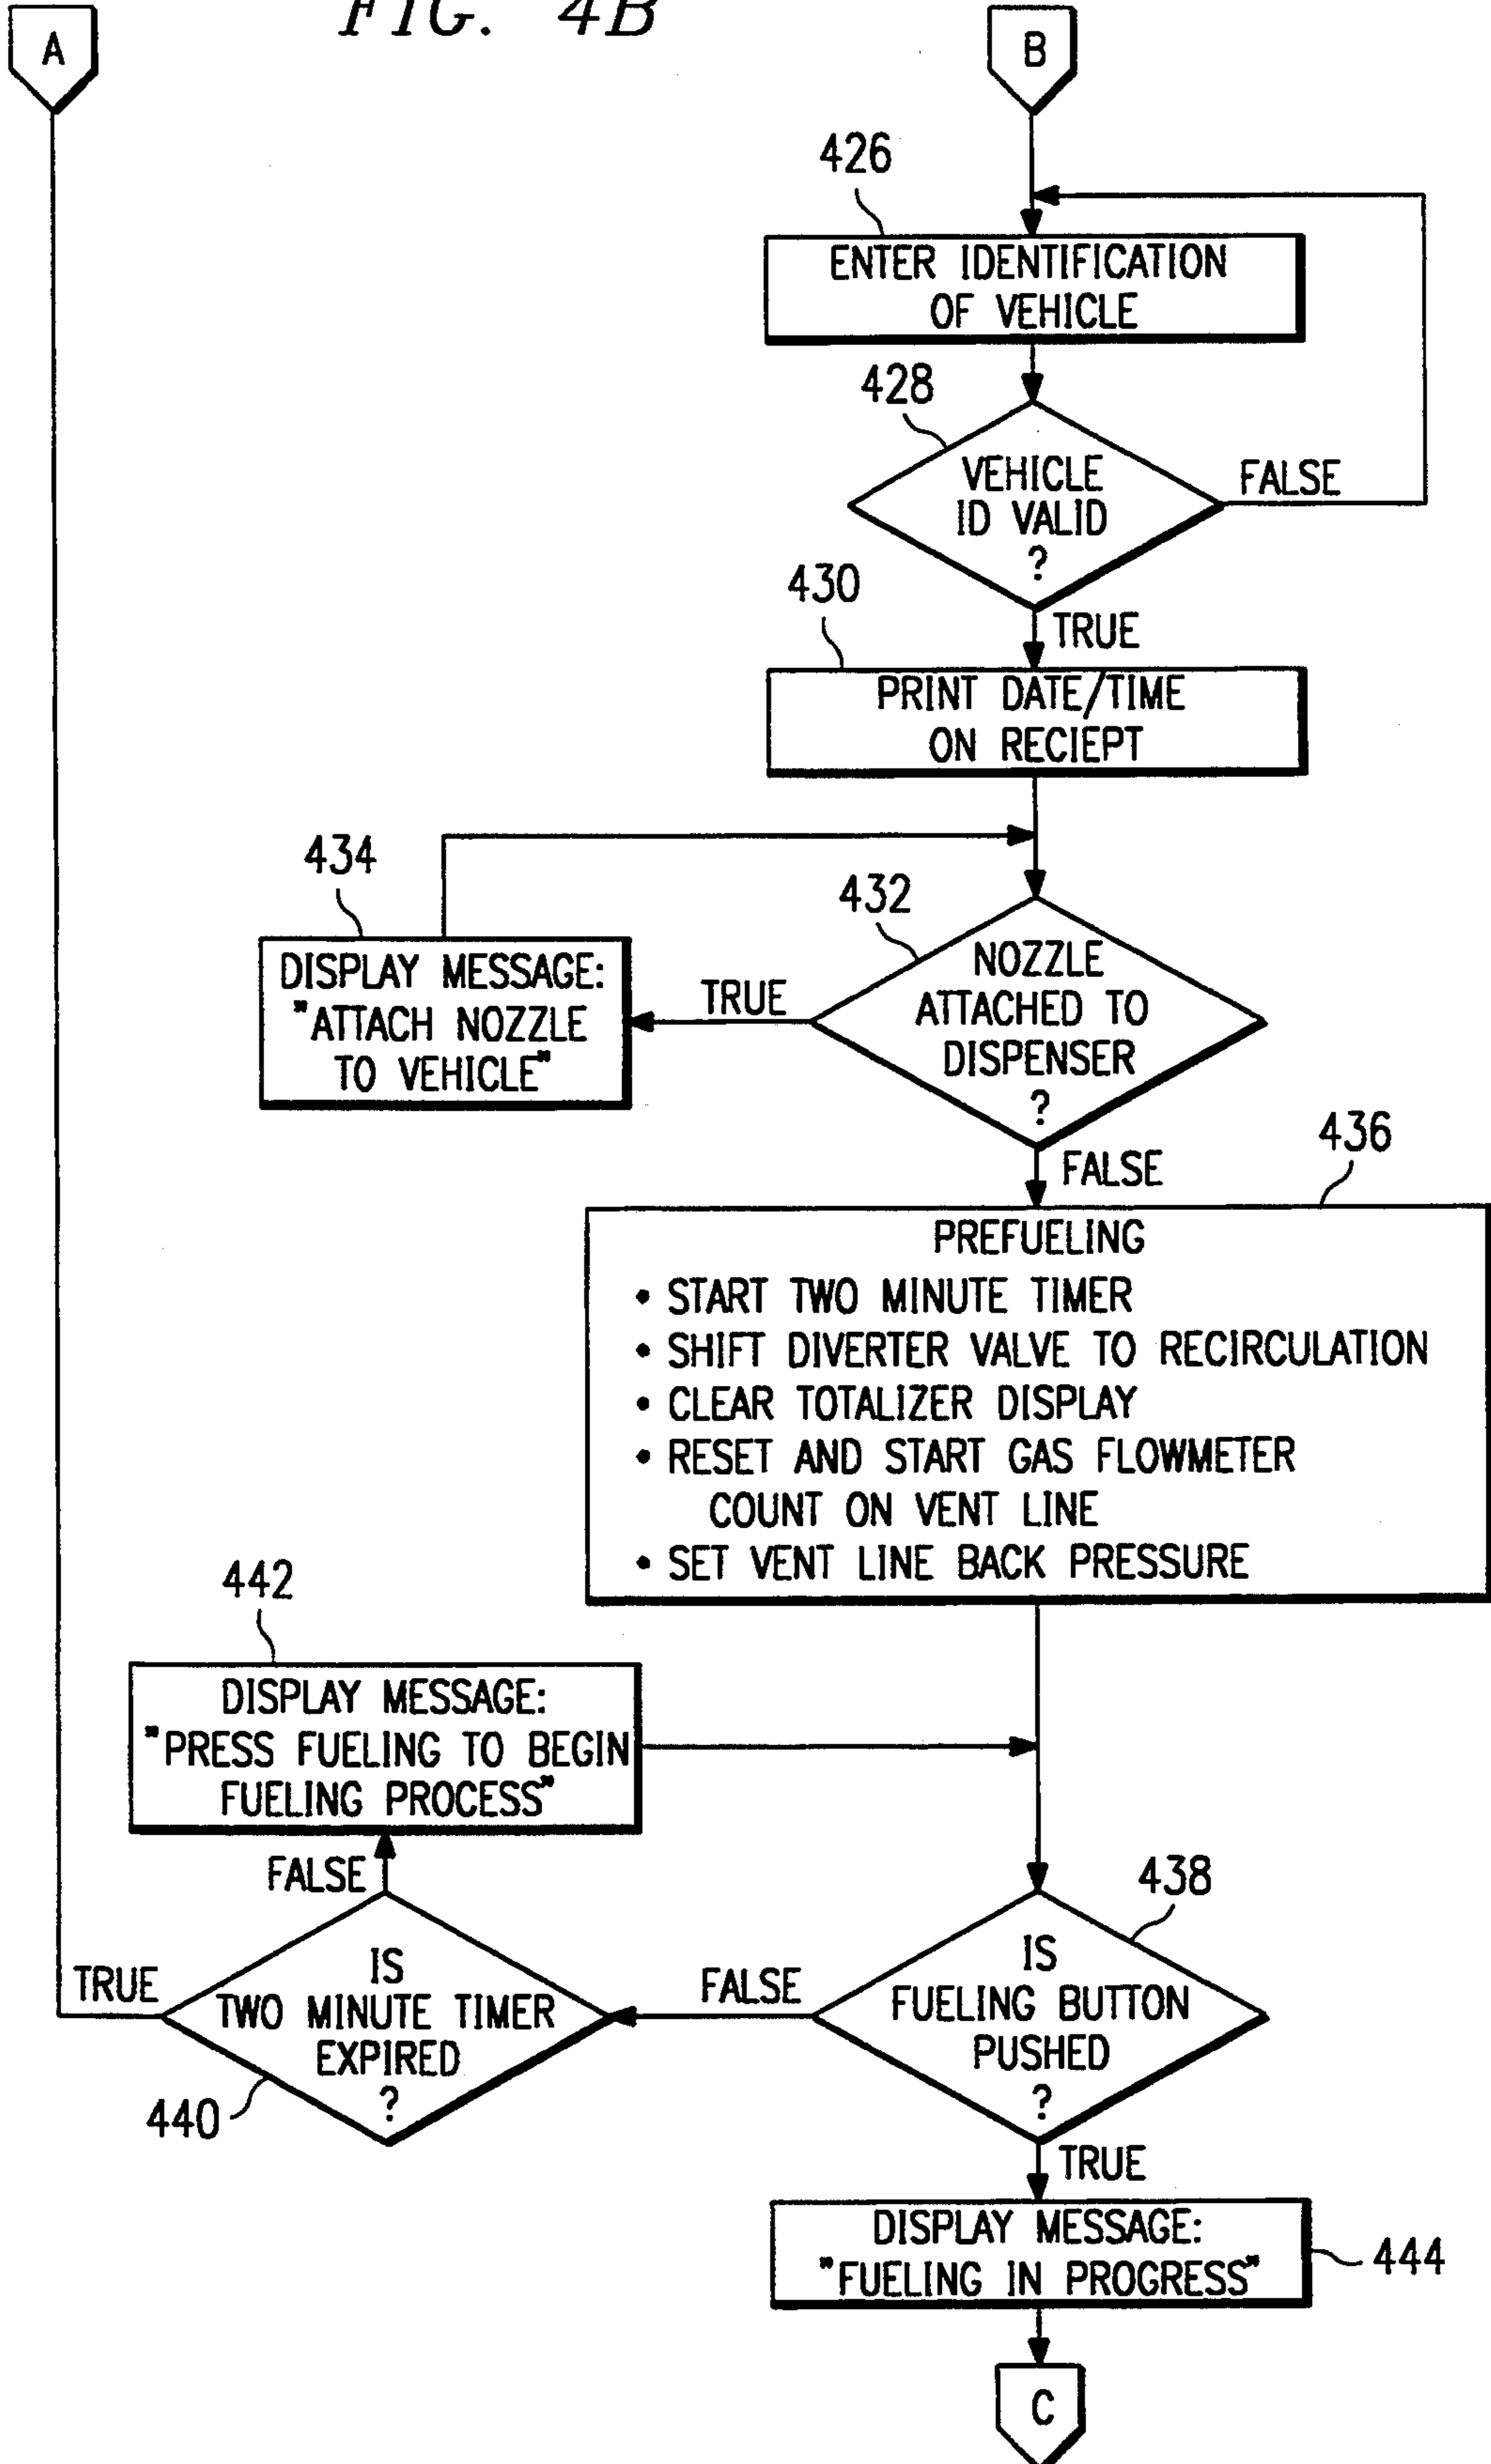 FIG. 4B
A
B
426
ENTER IDENTIFICATION
OF VEHICLE
428
VEHICLE
ID VALID
?
FALSE
430
TRUE
PRINT DATE/TIME
ON RECIEPT
434
432
DISPLAY MESSAGE:
"ATTACH NOZZLE
TO VEHICLE"
TRUE
NOZZLE
ATTACHED TO
DISPENSER
?
436
FALSE
PREFUELING
• START TWO MINUTE TIMER
• SHIFT DIVERTER VALVE TO RECIRCULATION
• CLEAR TOTALIZER DISPLAY
• RESET AND START GAS FLOWMETER
COUNT ON VENT LINE
• SET VENT LINE BACK PRESSURE
442
DISPLAY MESSAGE:
"PRESS FUELING TO BEGIN
FUELING PROCESS"
FALSE
438
TRUE
IS
TWO MINUTE TIMER
EXPIRED
?
440
FALSE
IS
FUELING BUTTON
PUSHED
?
TRUE
DISPLAY MESSAGE:
"FUELING IN PROGRESS"
444
C